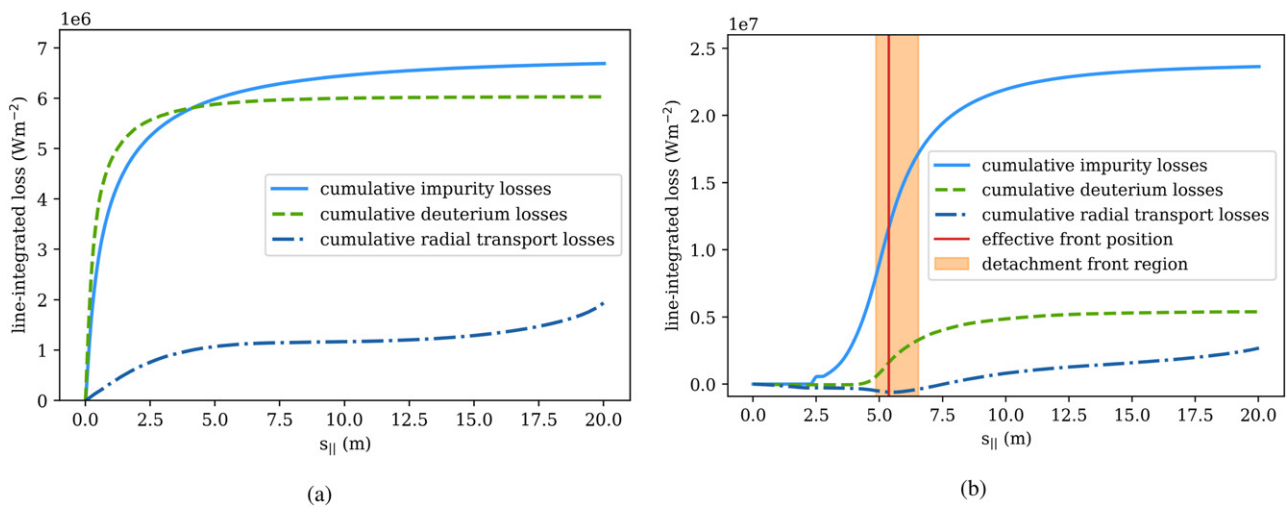 1e6
7
6
5
4
3
2
1
0
line-integrated loss (Wm⁻²)
cumulative impurity losses
cumulative deuterium losses
cumulative radial transport losses
0.0 2.5 5.0 7.5 10.0 12.5 15.0 17.5 20.0
s|| (m)
(a)
1e7
2.5
2.0
1.5
1.0
0.5
0.0
line-integrated loss (Wm⁻²)
cumulative impurity losses
cumulative deuterium losses
cumulative radial transport losses
effective front position
detachment front region
0.0 2.5 5.0 7.5 10.0 12.5 15.0 17.5 20.0
s|| (m)
(b)